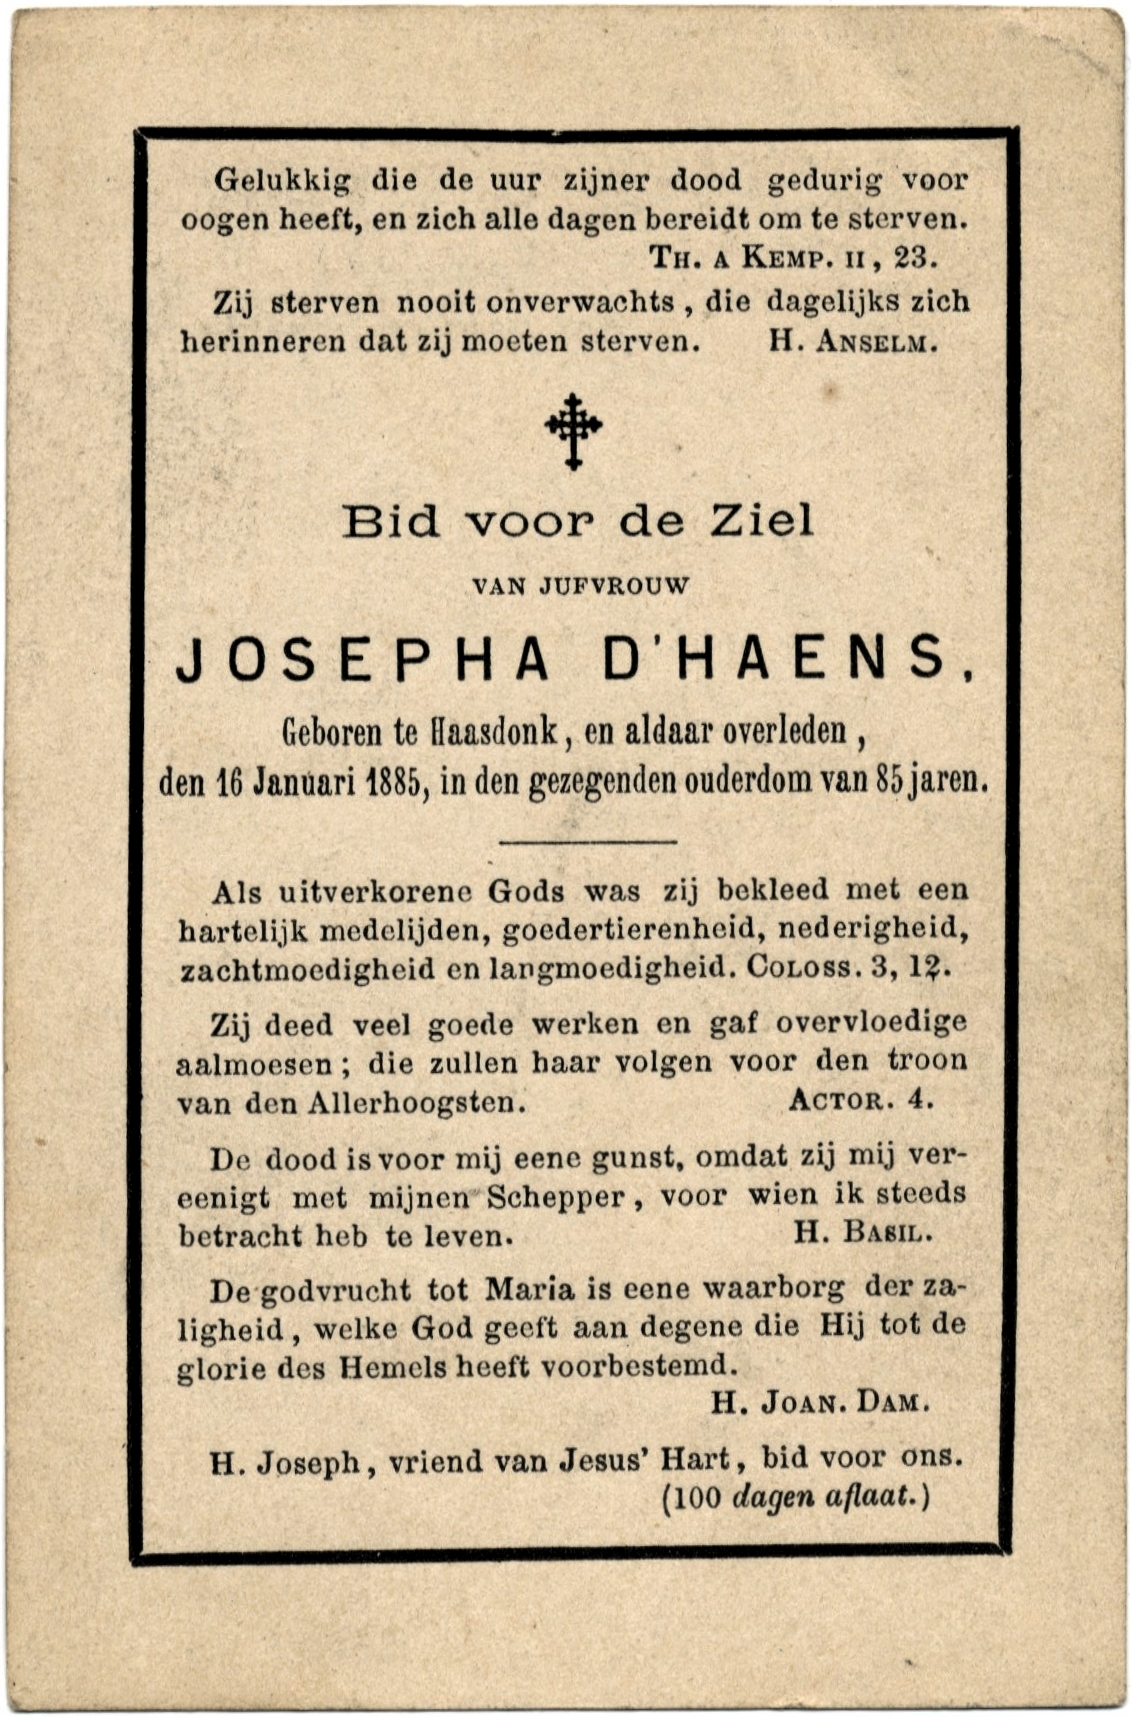 Gelukkig die de uur zijner dood gedurig voor
oogen heeft, en zich alle dagen bereidt om te sterven.
TH. A KEMP. II, 23.
Zij sterven nooit onverwachts, die dagelijks zich
herinneren dat zij moeten sterven. H. ANSELM.
Bid voor de Ziel
VAN JUFVROUW
JOSEPHA D'HAENS,
Geboren te Haasdonk, en aldaar overleden,
den 16 Januari 1885, in den gezegenden ouderdom van 85 jaren.
Als uitverkorene Gods was zij bekleed met een
hartelijk medelijden, goedertierenheid, nederigheid,
zachtmoedigheid en langmoedigheid. COLOSS. 3, 12.
Zij deed veel goede werken en gaf overvloedige
aalmoesen; die zullen haar volgen voor den troon
van den Allerhoogsten. ACTOR. 4.
De dood is voor mij eene gunst, omdat zij mij ver-
eenigt met mijnen Schepper, voor wien ik steeds
betracht heb te leven. H. BASIL.
De godvrucht tot Maria is eene waarborg der za-
ligheid, welke God geeft aan degene die Hij tot de
glorie des Hemels heeft voorbestemd.
H. JOAN. DAM.
H. Joseph, vriend van Jesus' Hart, bid voor ons.
(100 dagen aflaat.)